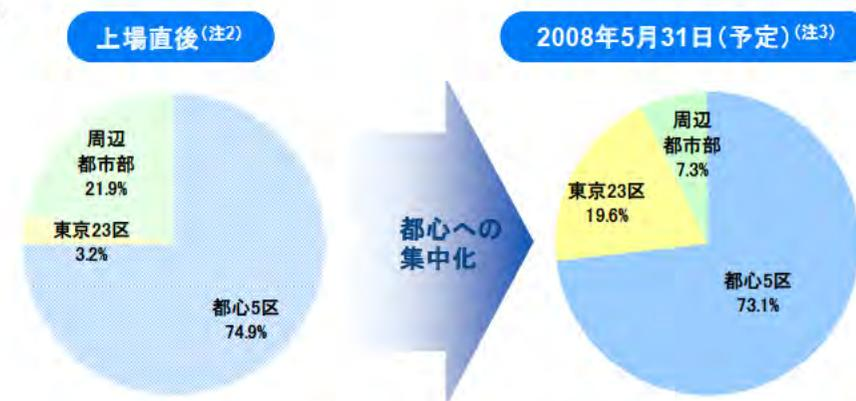 上場直後(注2)
2008年5月31日(予定)(注3)
周辺
都市部
21.9%
東京23区
3.2%
都心5区
74.9%
都心への
集中化
周辺
都市部
7.3%
東京23区
19.6%
都心5区
73.1%